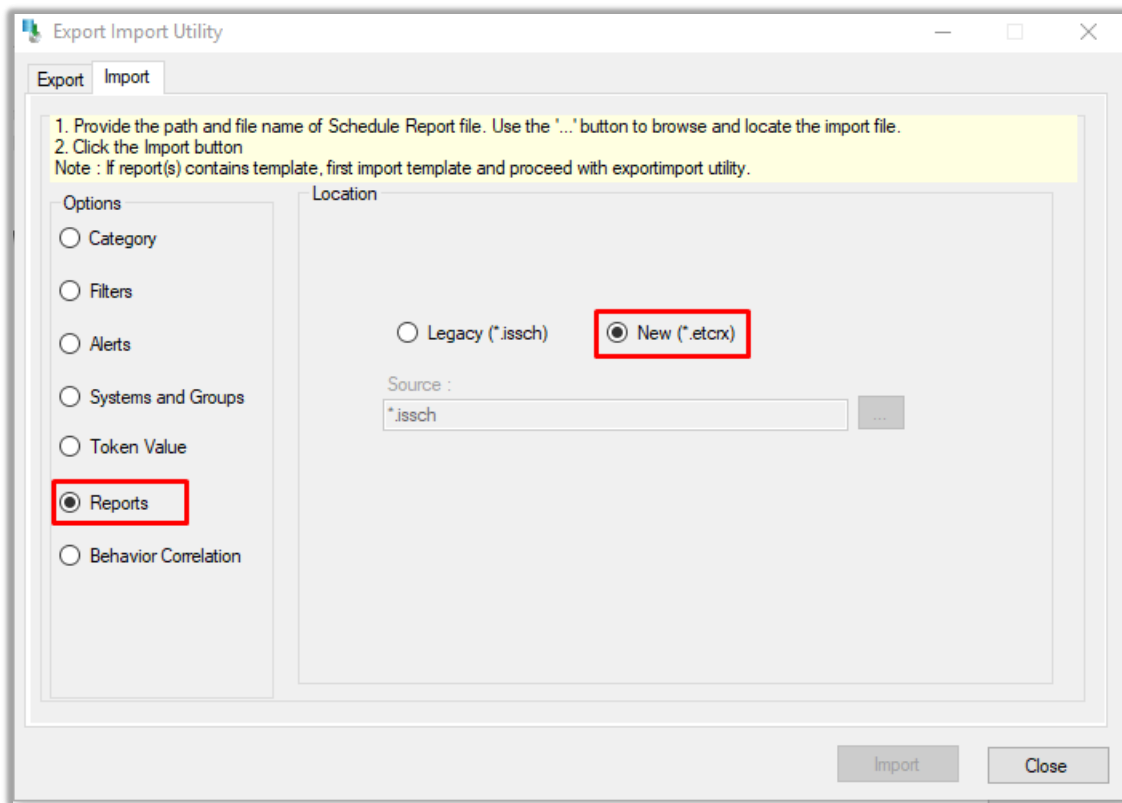 Export Import Utility
Export Import
1. Provide the path and file name of Schedule Report file. Use the '...' button to browse and locate the import file.
2. Click the Import button
Note : If report(s) contains template, first import template and proceed with exportimport utility.
Options
Location
Category
Filters
Alerts
Legacy (*.issch) New (*.etcrx)
Source :
Systems and Groups
*.issch ...
Token Value
Reports
Behavior Correlation
Import Close